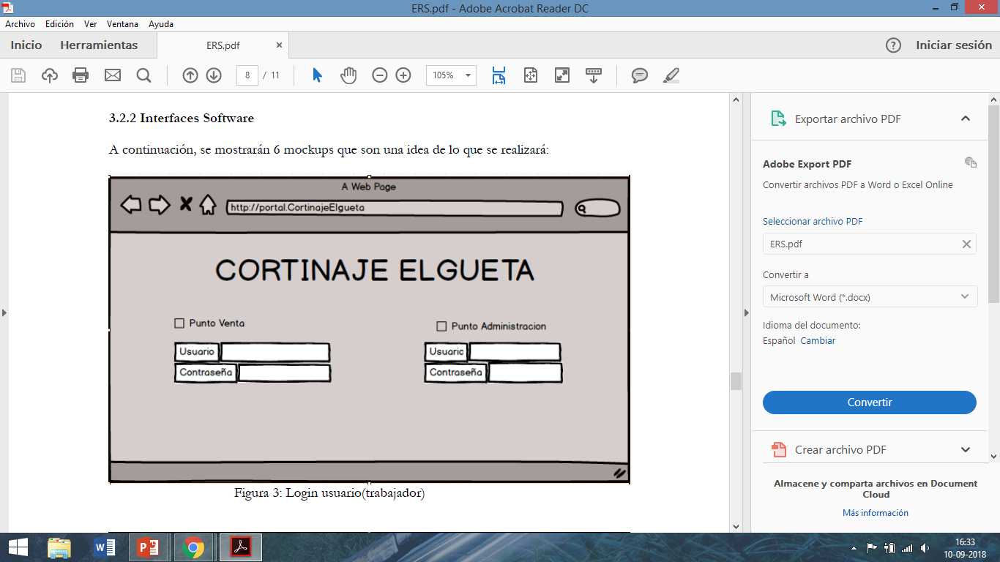 ERS.pdf - Adobe Acrobat Reader DC
Archivo Edición Ver Ventana Ayuda
Inicio Herramientas ERS.pdf Iniciar sesión
8 / 11 105%
3.2.2 Interfaces Software
A continuación, se mostrarán 6 mockups que son una idea de lo que se realizará:
A Web Page
http://portal.CortinajeElgueta
CORTINAJE ELGUETA
Punto Venta Punto Administracion
Usuario Usuario
Contraseña Contraseña
Figura 3: Login usuario(trabajador)
Exportar archivo PDF
Adobe Export PDF
Convertir archivos PDF a Word o Excel Online
Seleccionar archivo PDF
ERS.pdf
Convertir a
Microsoft Word (*.docx)
Idioma del documento:
Español Cambiar
Convertir
Crear archivo PDF
Almacene y comparta archivos en Document
Cloud
Más información
16:33
10-09-2018